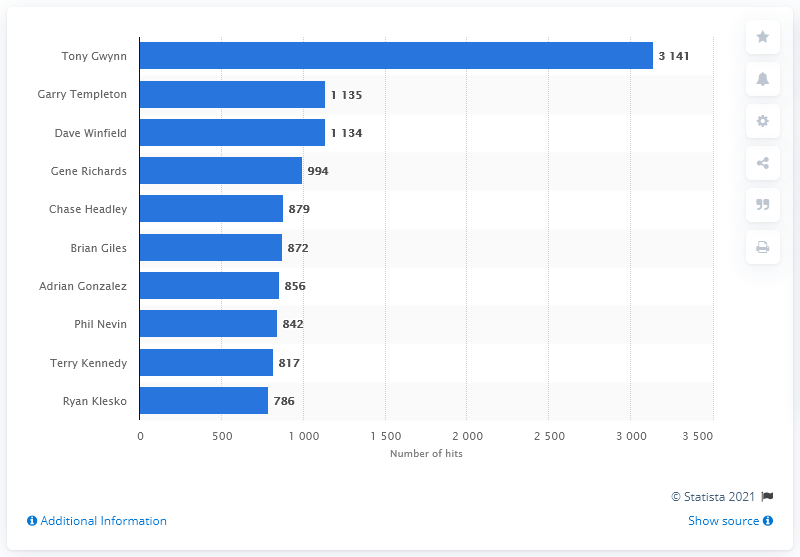 Tony Gwynn 3 141
Garry Templeton 1 135
Dave Winfield 1 134
Gene Richards 994
Chase Headley 879
Brian Giles 872
Adrian Gonzalez 856
Phil Nevin 842
Terry Kennedy 817
Ryan Klesko 786
0 500 1 000 1 500 2 000 2 500 3 000 3 500
Number of hits
© Statista 2021
Additional Information Show source